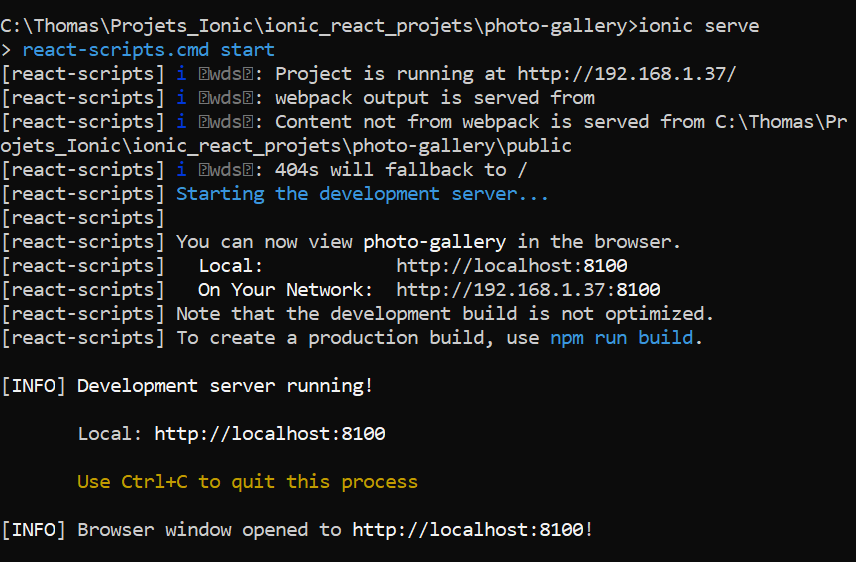 C:\Thomas\Projets_Ionic\ionic_react_projets\photo-gallery>ionic serve
> react-scripts.cmd start
[react-scripts] i ⍰wds⍰: Project is running at http://192.168.1.37/
[react-scripts] i ⍰wds⍰: webpack output is served from
[react-scripts] i ⍰wds⍰: Content not from webpack is served from C:\Thomas\Pr
ojets_Ionic\ionic_react_projets\photo-gallery\public
[react-scripts] i ⍰wds⍰: 404s will fallback to /
[react-scripts] Starting the development server...
[react-scripts]
[react-scripts] You can now view photo-gallery in the browser.
[react-scripts]   Local:            http://localhost:8100
[react-scripts]   On Your Network:  http://192.168.1.37:8100
[react-scripts] Note that the development build is not optimized.
[react-scripts] To create a production build, use npm run build.
[INFO] Development server running!
Local: http://localhost:8100
Use Ctrl+C to quit this process
[INFO] Browser window opened to http://localhost:8100!